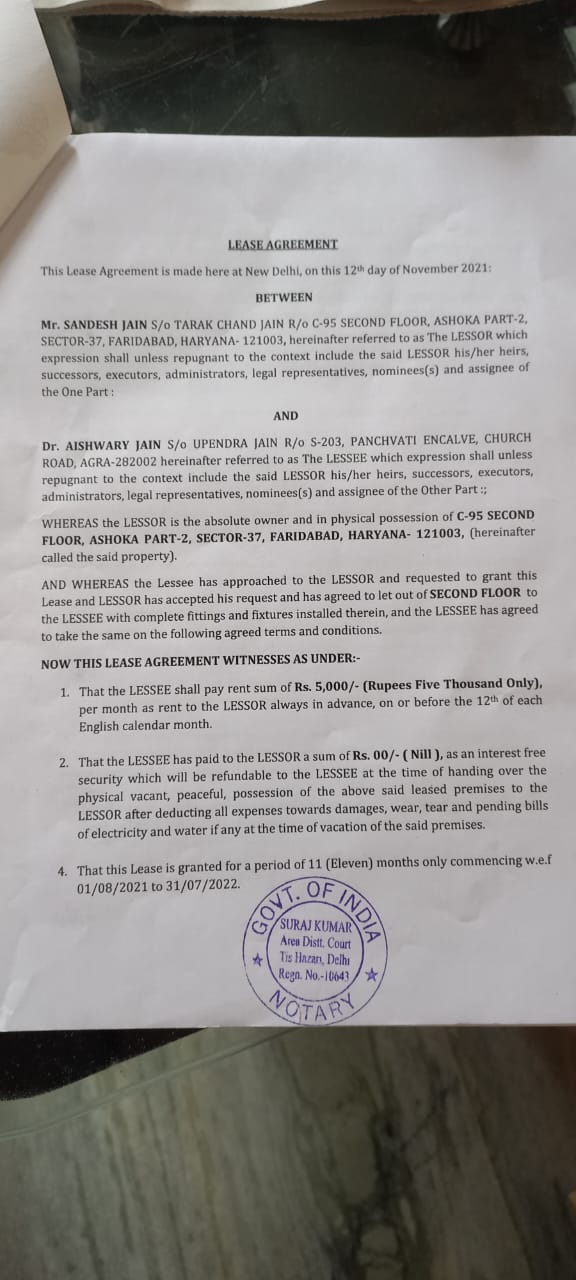 LEASE AGREEMENT
This Lease Agreement is made here at New Delhi, on this 12th day of November 2021:
BETWEEN
Mr. SANDESH JAIN S/o TARAK CHAND JAIN R/o C-95 SECOND FLOOR, ASHOKA PART-2,
SECTOR-37, FARIDABAD, HARYANA- 121003, hereinafter referred to as The LESSOR which
expression shall unless repugnant to the context include the said LESSOR his/her heirs,
successors, executors, administrators, legal representatives, nominees(s) and assignee of
the One Part :
AND
Dr. AISHWARY JAIN S/o UPENDRA JAIN R/o S-203, PANCHVATI ENCALVE, CHURCH
ROAD, AGRA-282002 hereinafter referred to as The LESSEE which expression shall unless
repugnant to the context include the said LESSOR his/her heirs, successors, executors,
administrators, legal representatives, nominees(s) and assignee of the Other Part :;
WHEREAS the LESSOR is the absolute owner and in physical possession of C-95 SECOND
FLOOR, ASHOKA PART-2, SECTOR-37, FARIDABAD, HARYANA- 121003, (hereinafter
called the said property).
AND WHEREAS the Lessee has approached to the LESSOR and requested to grant this
Lease and LESSOR has accepted his request and has agreed to let out of SECOND FLOOR to
the LESSEE with complete fittings and fixtures installed therein, and the LESSEE has agreed
to take the same on the following agreed terms and conditions.
NOW THIS LEASE AGREEMENT WITNESSES AS UNDER:-
1. That the LESSEE shall pay rent sum of Rs. 5,000/- (Rupees Five Thousand Only),
per month as rent to the LESSOR always in advance, on or before the 12th of each
English calendar month.
2. That the LESSEE has paid to the LESSOR a sum of Rs. 00/- ( Nill ), as an interest free
security which will be refundable to the LESSEE at the time of handing over the
physical vacant, peaceful, possession of the above said leased premises to the
LESSOR after deducting all expenses towards damages, wear, tear and pending bills
of electricity and water if any at the time of vacation of the said premises.
4. That this Lease is granted for a period of 11 (Eleven) months only commencing w.e.f
01/08/2021 to 31/07/2022.
GOVT. OF INDIA
SURAJ KUMAR
Area Distt. Court
Tis Hazari, Delhi
Regn. No.-10643
NOTARY